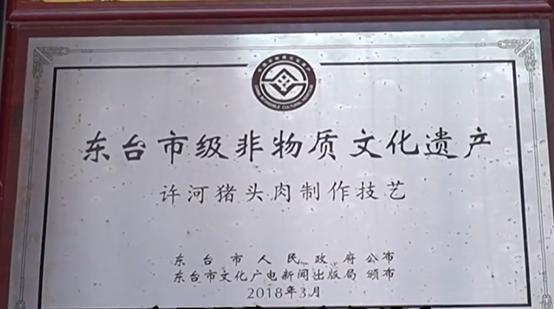 东台市级非物质文化遗产
许河猪头肉制作技艺
东台市人民政府公布
东台市文化广电新闻出版局 颁布
2018年3月